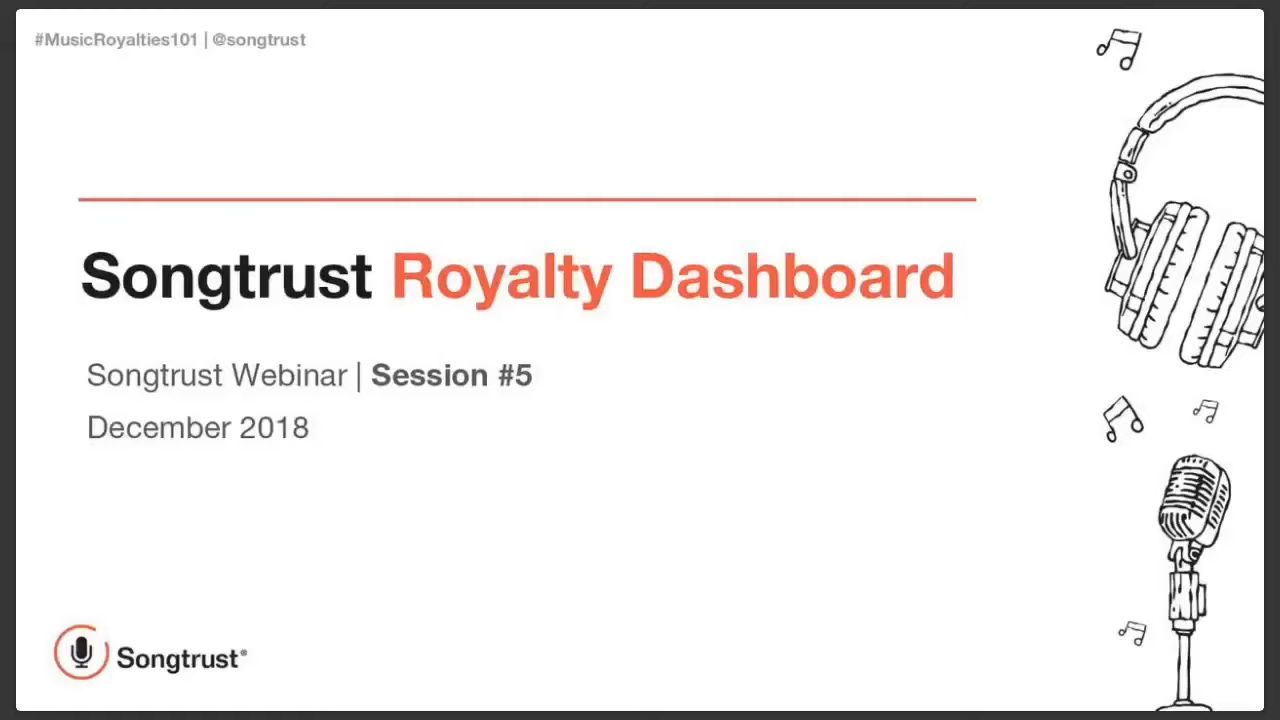 #MusicRoyalties101 | @songtrust
Songtrust Royalty Dashboard
Songtrust Webinar | Session #5
December 2018
Songtrust®